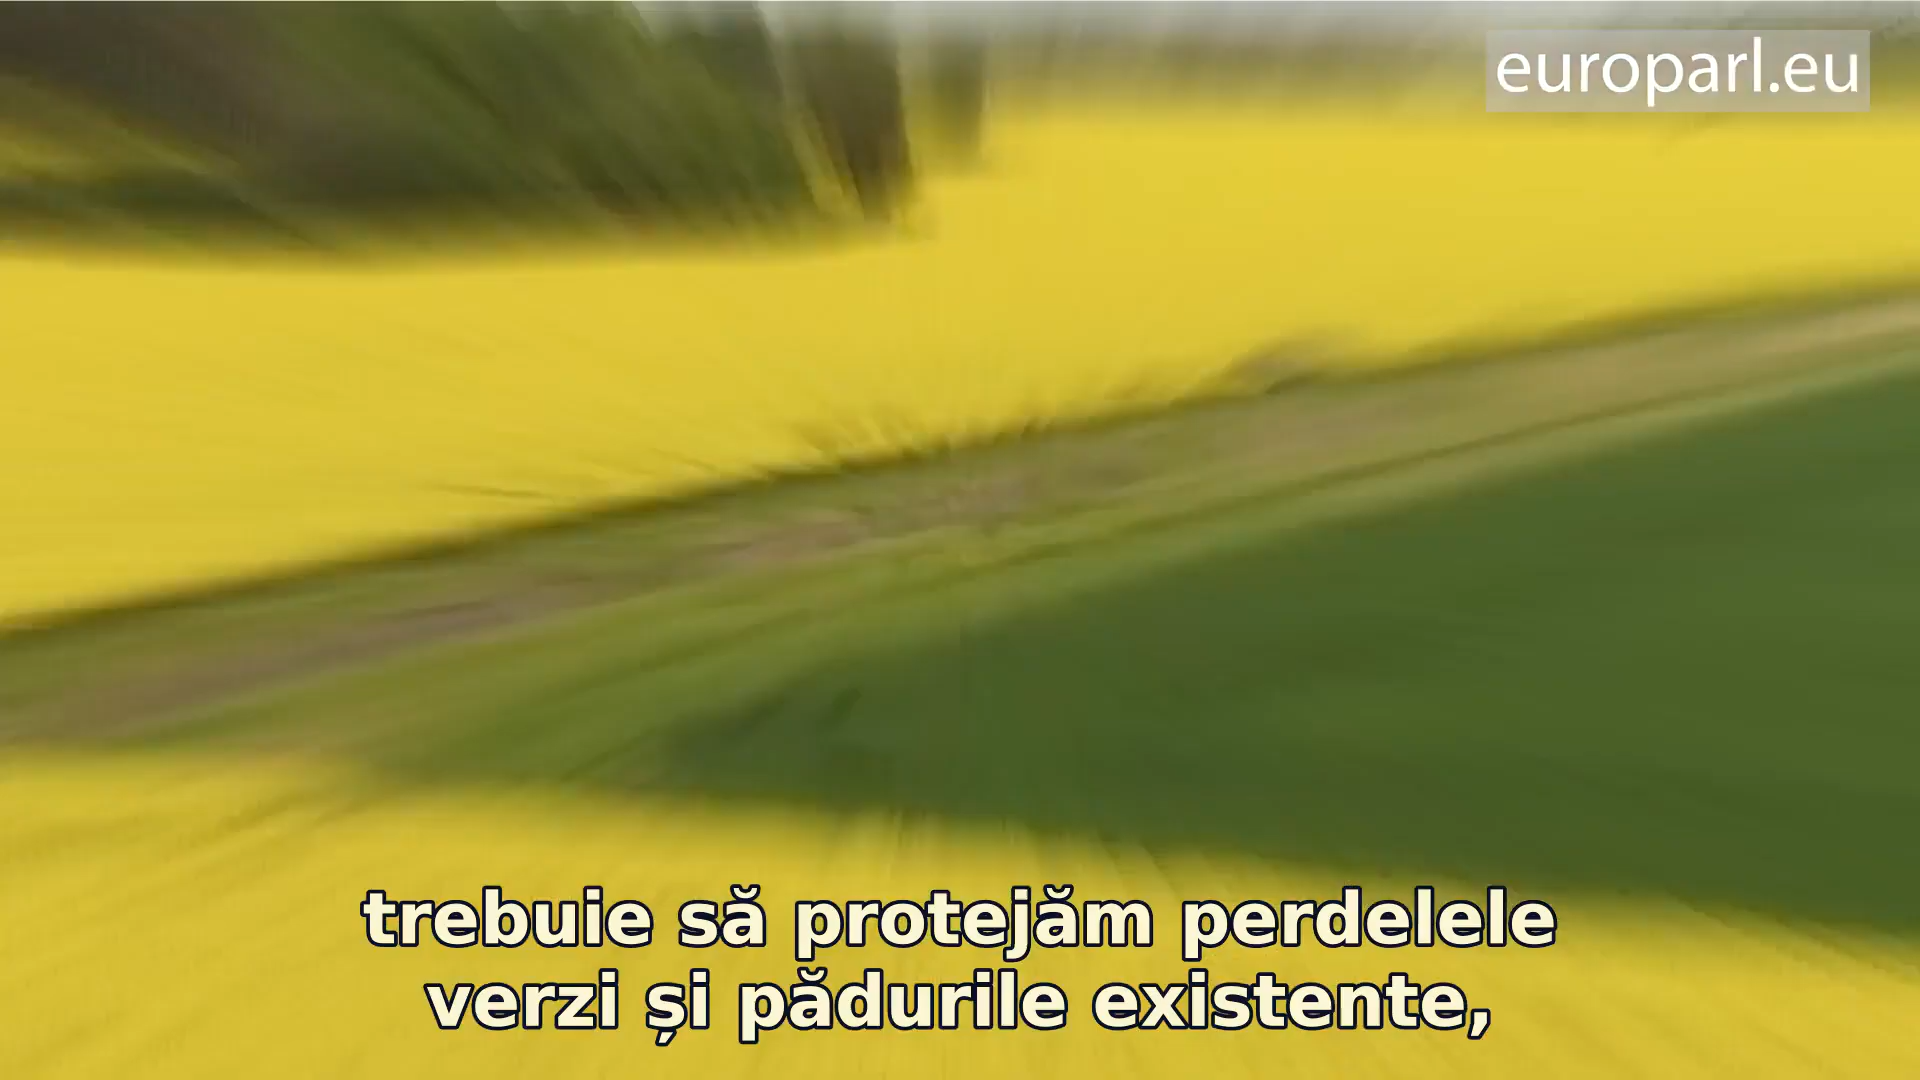 europarl.eu
trebuie să protejăm perdelele
verzi și pădurile existente,